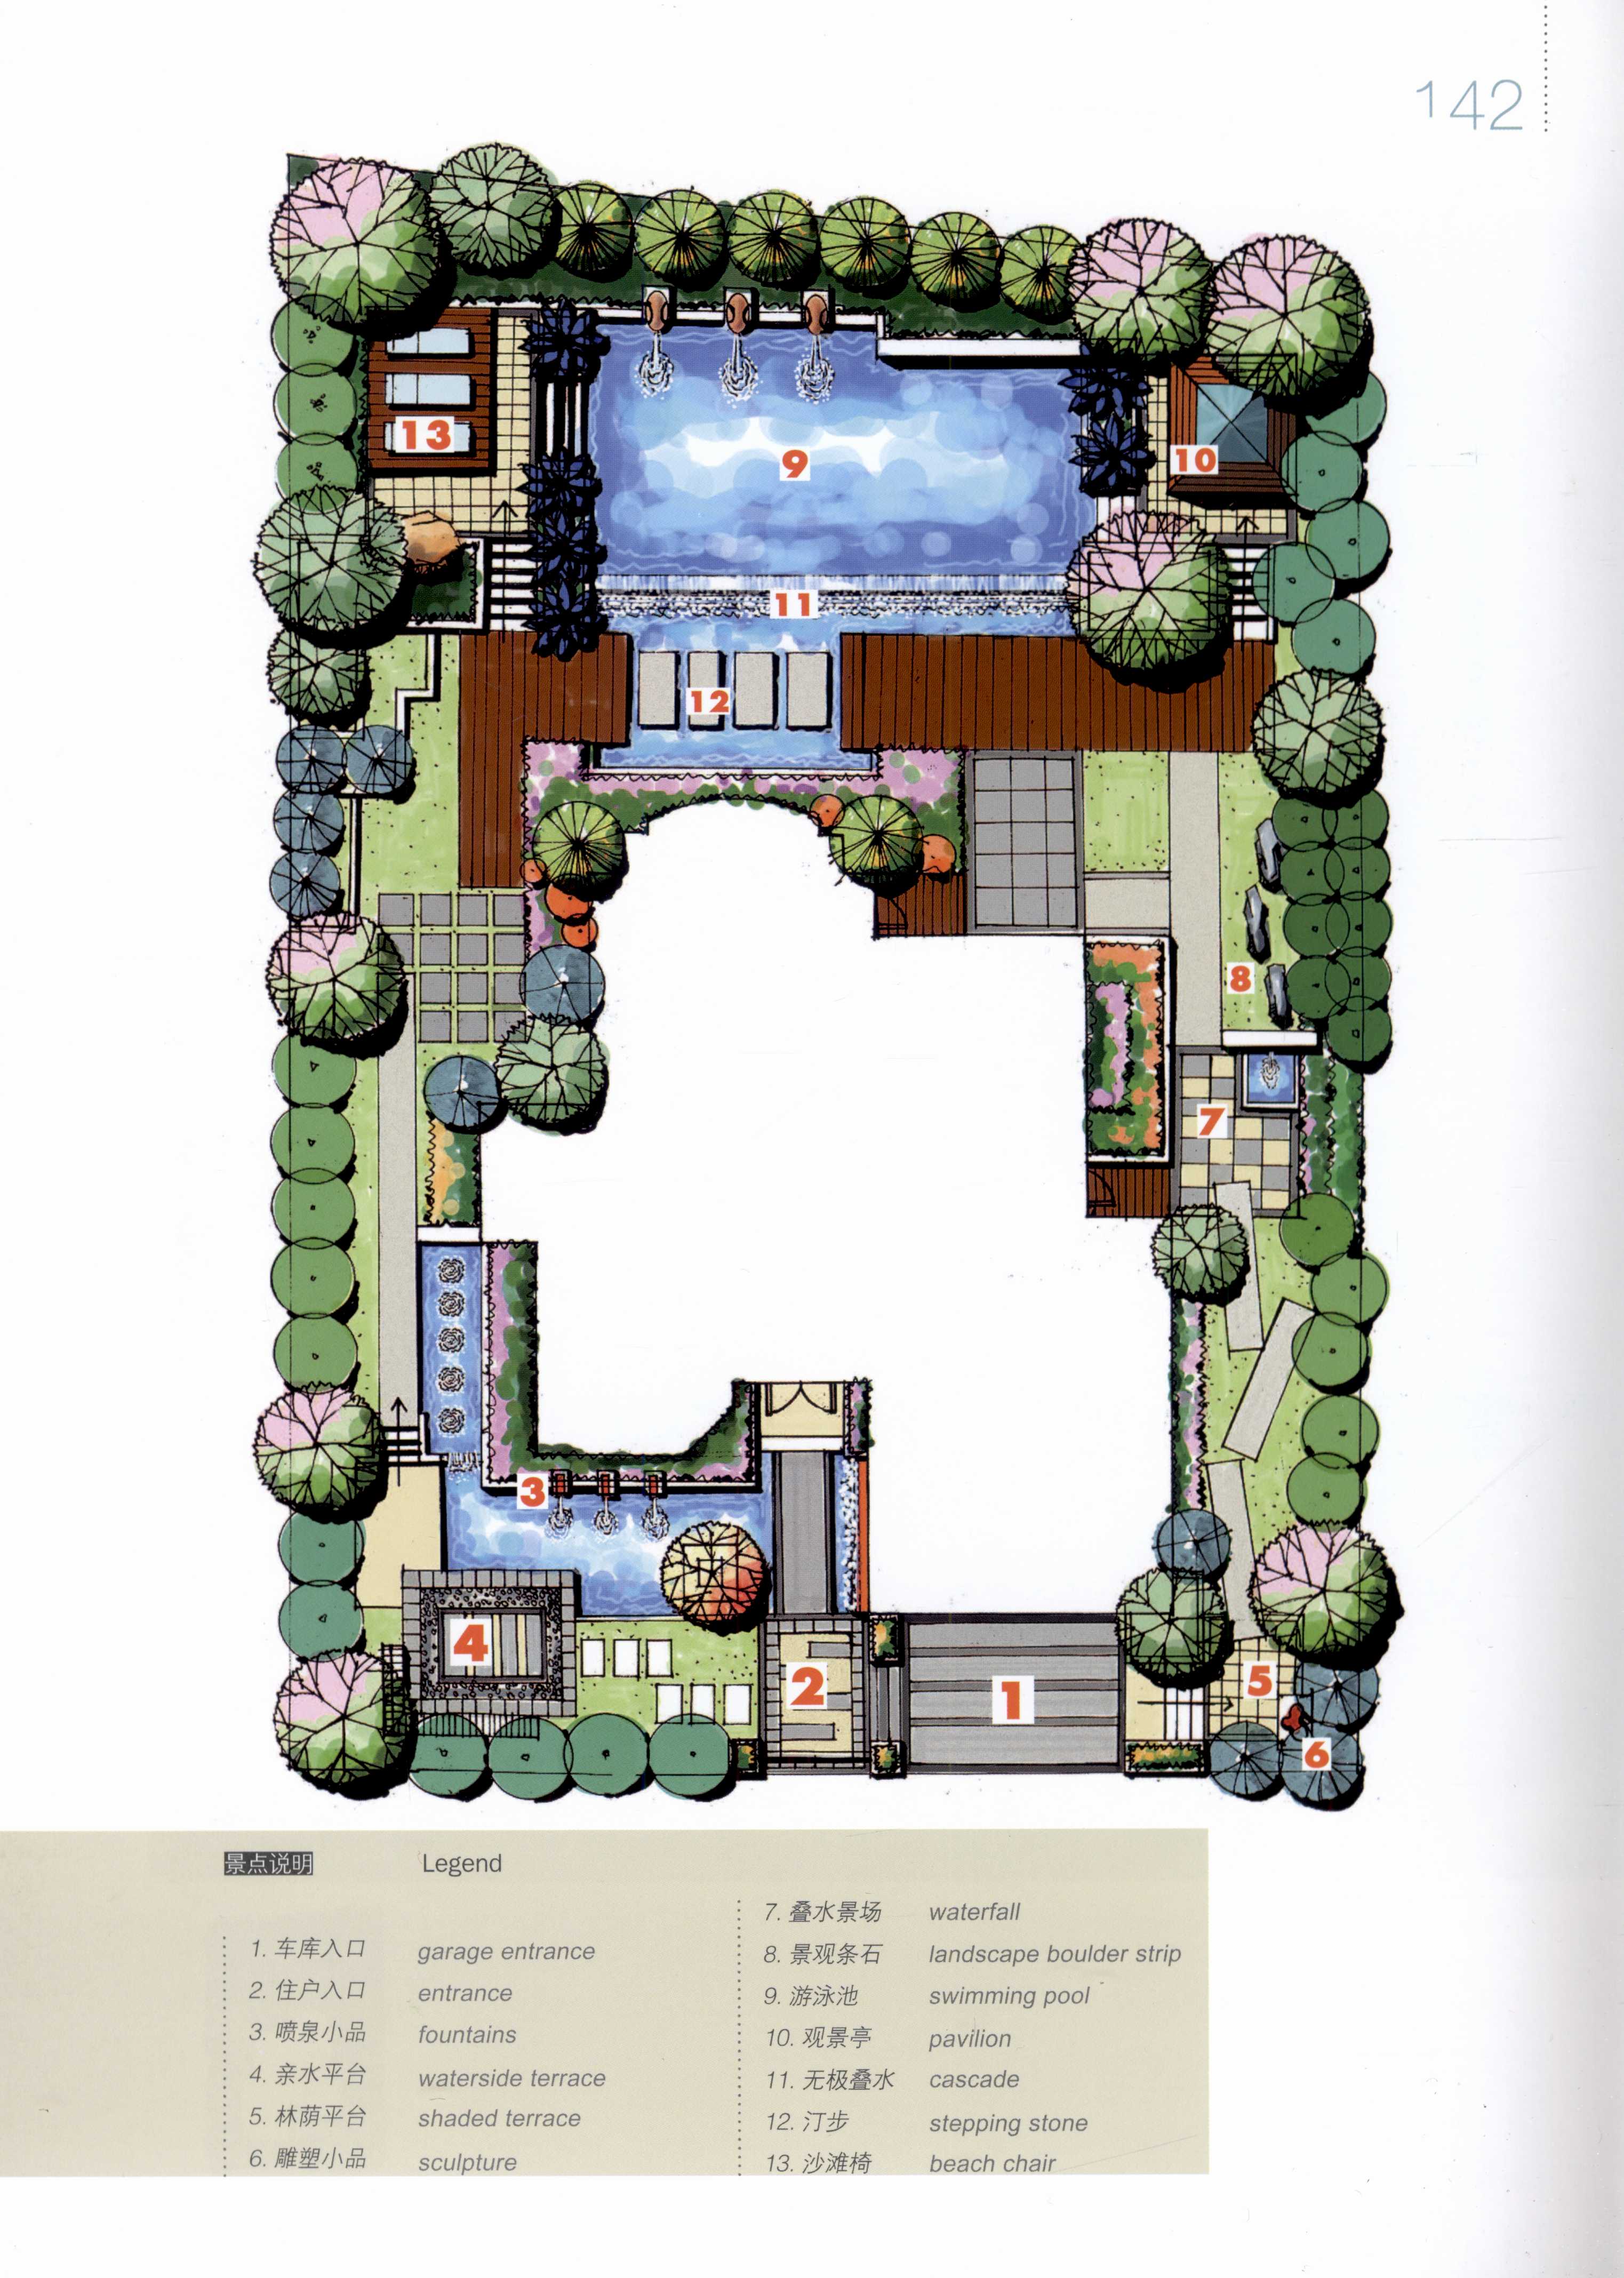 142
13
9
10
11
12
8
7
3
4
2
1
5
6
景点说明 Legend
1. 车库入口 garage entrance
2. 住户入口 entrance
3. 喷泉小品 fountains
4. 亲水平台 waterside terrace
5. 林荫平台 shaded terrace
6. 雕塑小品 sculpture
7. 叠水景场 waterfall
8. 景观条石 landscape boulder strip
9. 游泳池 swimming pool
10. 观景亭 pavilion
11. 无极叠水 cascade
12. 汀步 stepping stone
13. 沙滩椅 beach chair